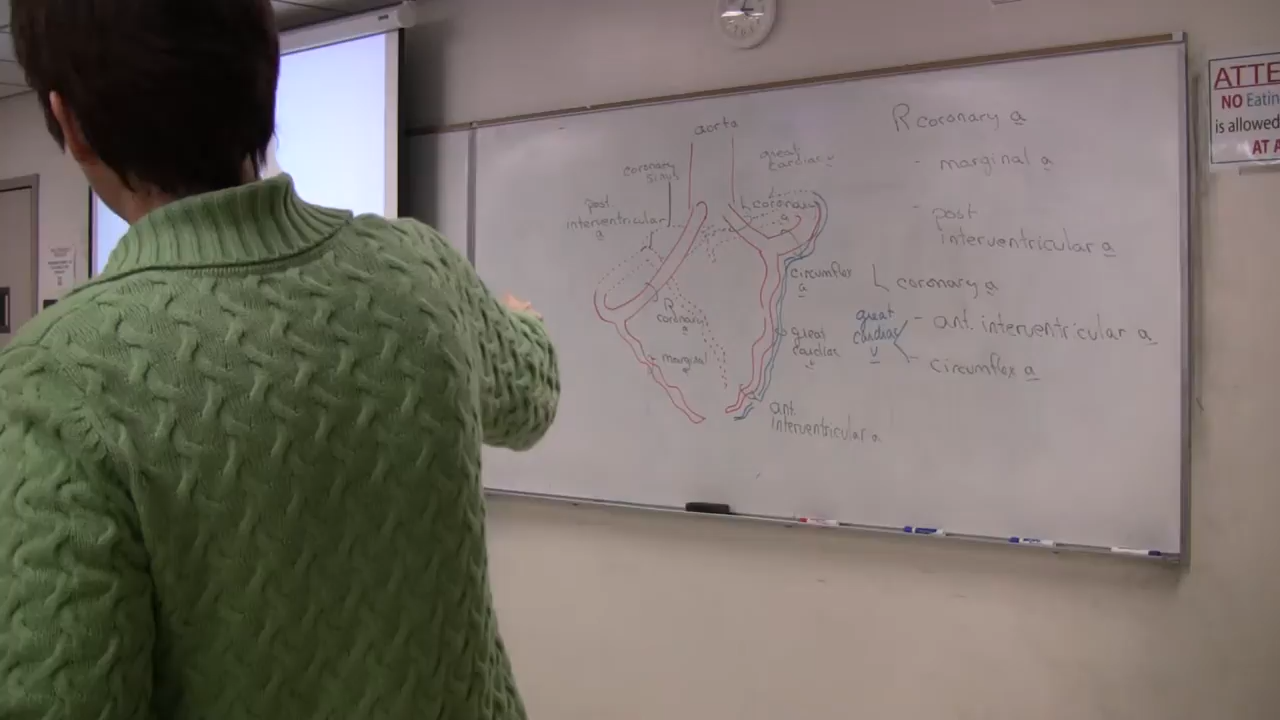 aorta
great
cardiac v
coronary
sinus
post
interventricular
a
L coronary
a
circumflex
a
R
coronary
a
marginal
a
great
cardiac
v
ant.
interventricular a
R coronary a
- marginal a
- post
interventricular a
L coronary a
great
cardiac
v
- ant. interventricular a
- circumflex a
ATTE
NO Eatin
is allowed
AT A